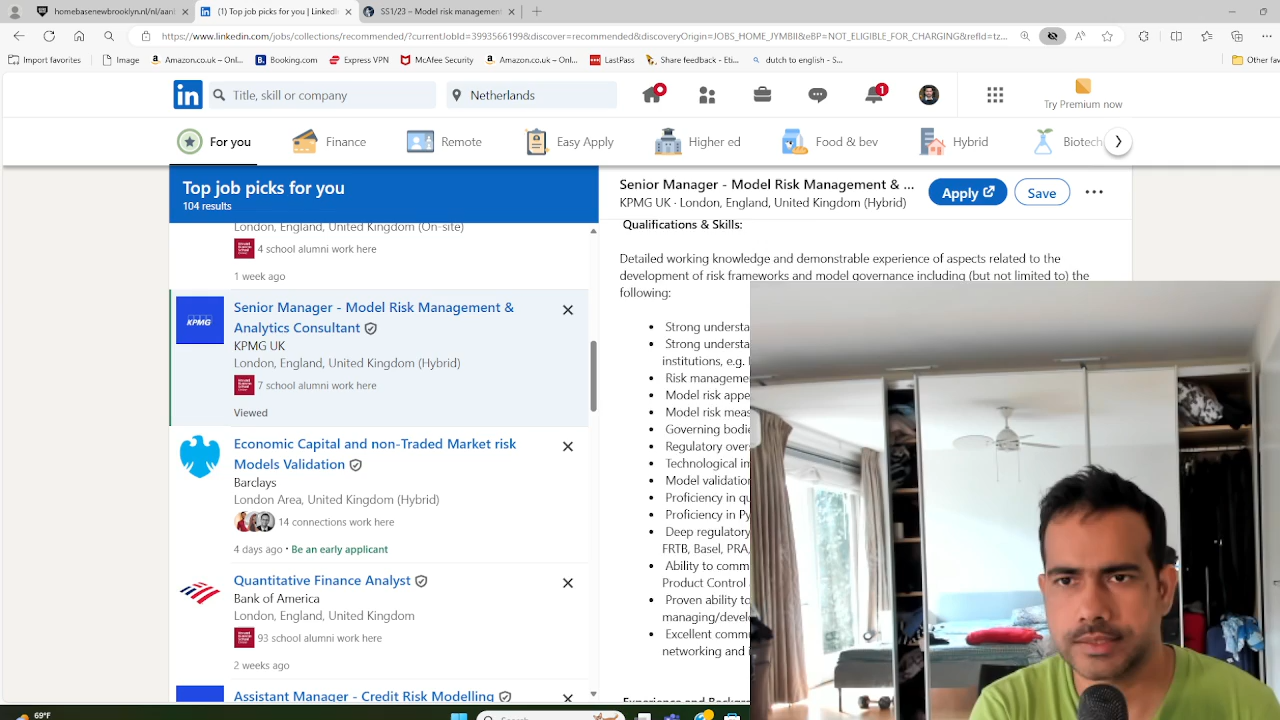 homebasenewbrooklyn.nl/nl/aanb
(1) Top job picks for you | LinkedI
SS1/23 – Model risk management
https://www.linkedin.com/jobs/collections/recommended/?currentJobId=3993566199&discover=recommended&discoveryOrigin=JOBS_HOME_JYMBII&eBP=NOT_ELIGIBLE_FOR_CHARGING&refId=tz...
Import favorites
Image
Amazon.co.uk – Onl...
Booking.com
Express VPN
McAfee Security
Amazon.co.uk – Onl...
LastPass
Share feedback - Eti...
dutch to english - S...
Other fav
in
Title, skill or company
Netherlands
1
Try Premium now
For you
Finance
Remote
Easy Apply
Higher ed
Food & bev
Hybrid
Biotech
Top job picks for you
104 results
London, England, United Kingdom (On-site)
4 school alumni work here
1 week ago
KPMG
Senior Manager - Model Risk Management &
Analytics Consultant
KPMG UK
London, England, United Kingdom (Hybrid)
7 school alumni work here
Viewed
Economic Capital and non-Traded Market risk
Models Validation
Barclays
London Area, United Kingdom (Hybrid)
14 connections work here
4 days ago • Be an early applicant
Quantitative Finance Analyst
Bank of America
London, England, United Kingdom
93 school alumni work here
2 weeks ago
Assistant Manager - Credit Risk Modelling
Senior Manager - Model Risk Management & ...
KPMG UK · London, England, United Kingdom (Hybrid)
Apply
Save
Qualifications & Skills:
Detailed working knowledge and demonstrable experience of aspects related to the
development of risk frameworks and model governance including (but not limited to) the
following:
• Strong understa
• Strong understa
institutions, e.g.
• Risk manageme
• Model risk appe
• Model risk meas
• Governing bodie
• Regulatory over
• Technological in
• Model validation
• Proficiency in qu
• Proficiency in Py
• Deep regulatory
FRTB, Basel, PRA,
• Ability to comm
Product Control
• Proven ability to
managing/devel
• Excellent comm
networking and
69°F
Search